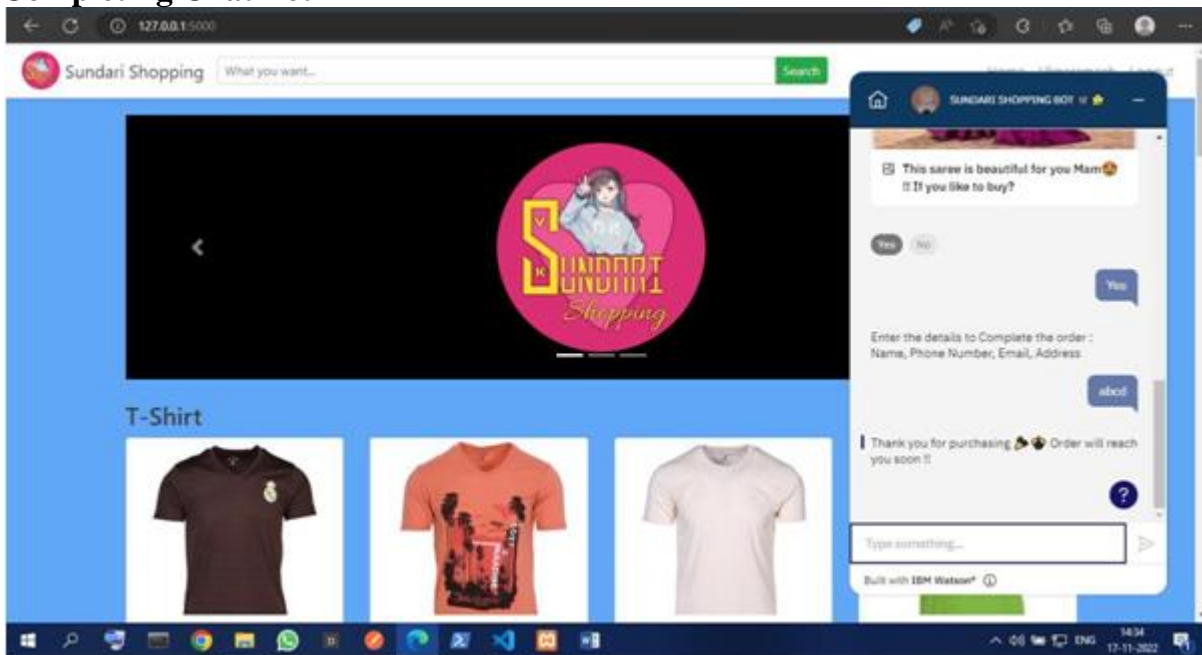 127.0.0.1:5000
Sundari Shopping
What you want...
Search
SUNDARI SHOPPING BOT
This saree is beautiful for you Mam🤩
!! If you like to buy?
Yes No
Yes
Enter the details to Complete the order :
Name, Phone Number, Email, Address
abcd
Thank you for purchasing Order will reach
you soon !!
?
Type something...
Built with IBM Watson®
V
K
SUNDARI
Shopping
T-Shirt
ENG
14:34
17-11-2022